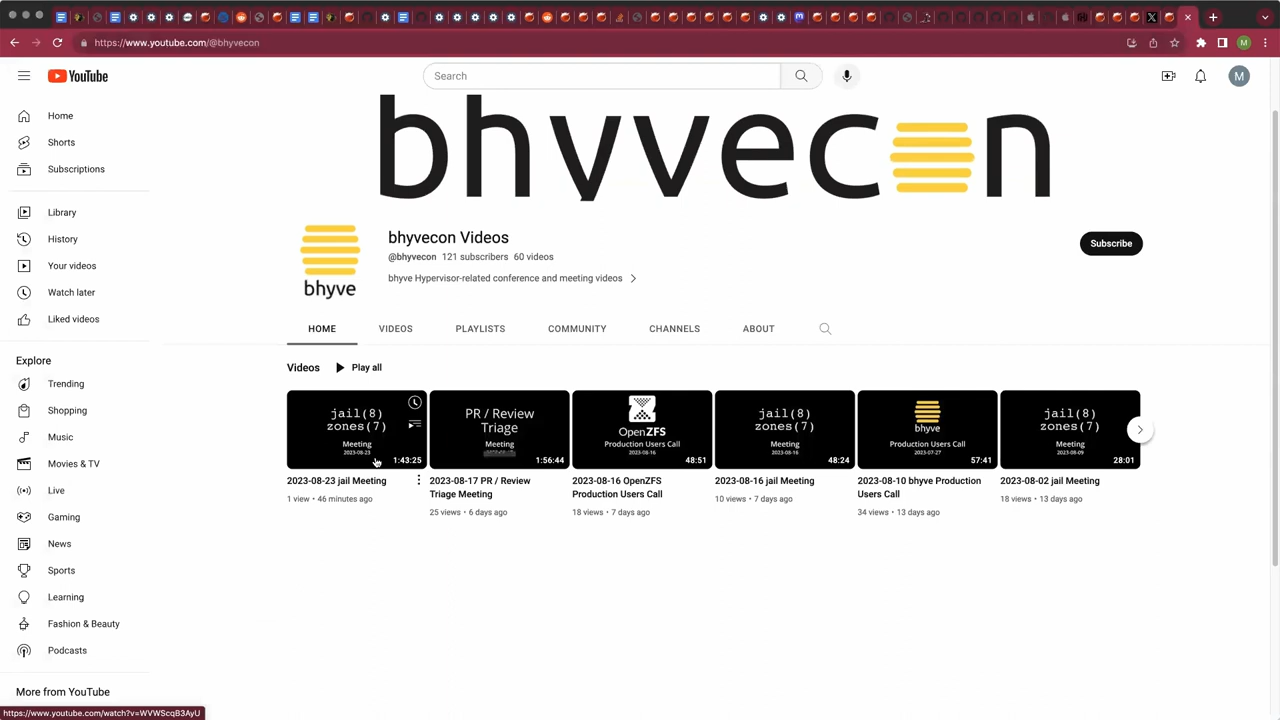 https://www.youtube.com/@bhyvecon
M
YouTube
Search
M
Home
Shorts
Subscriptions
Library
History
Your videos
Watch later
Liked videos
Explore
Trending
Shopping
Music
Movies & TV
Live
Gaming
News
Sports
Learning
Fashion & Beauty
Podcasts
More from YouTube
bhyvecon
bhyve
bhyvecon Videos
@bhyvecon 121 subscribers 60 videos
bhyve Hypervisor-related conference and meeting videos
Subscribe
HOME VIDEOS PLAYLISTS COMMUNITY CHANNELS ABOUT
Videos Play all
jail(8)
zones(7)
Meeting
2023-08-23
1:43:25
2023-08-23 jail Meeting
1 view • 46 minutes ago
PR / Review
Triage
Meeting
1:56:44
2023-08-17 PR / Review
Triage Meeting
25 views • 6 days ago
OpenZFS
Production Users Call
2023-08-16
48:51
2023-08-16 OpenZFS
Production Users Call
18 views • 7 days ago
jail(8)
zones(7)
Meeting
2023-08-16
48:24
2023-08-16 jail Meeting
10 views • 7 days ago
bhyve
Production Users Call
2023-07-27
57:41
2023-08-10 bhyve Production
Users Call
34 views • 13 days ago
jail(8)
zones(7)
Meeting
2023-08-09
28:01
2023-08-02 jail Meeting
18 views • 13 days ago
https://www.youtube.com/watch?v=WVWScqB3AyU